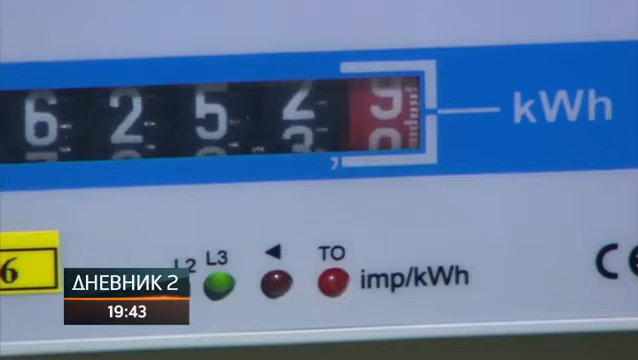 6 2 5 2 9
kWh
L2 L3 TO
imp/kWh
6
CE
ДНЕВНИК 2
19:43